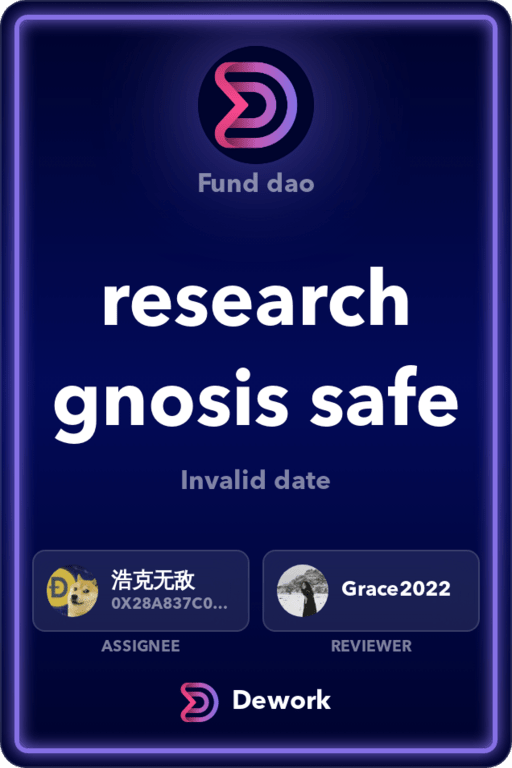 Fund dao
research
gnosis safe
Invalid date
浩克无敌
0X28A837C0...
Grace2022
ASSIGNEE
REVIEWER
Dework